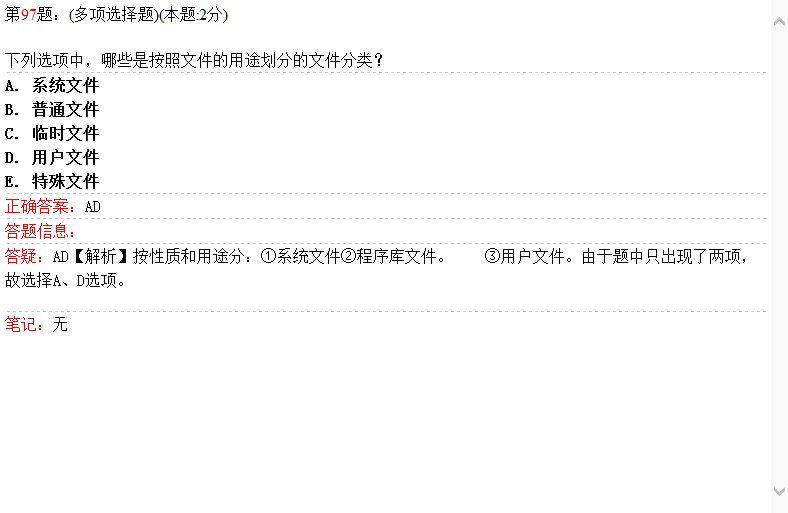 第97题: (多项选择题)(本题:2分)
下列选项中，哪些是按照文件的用途划分的文件分类？
A. 系统文件
B. 普通文件
C. 临时文件
D. 用户文件
E. 特殊文件
正确答案：AD
答题信息：
答疑：AD【解析】按性质和用途分：①系统文件②程序库文件。 ③用户文件。由于题中只出现了两项，
故选择A、D选项。
笔记：无